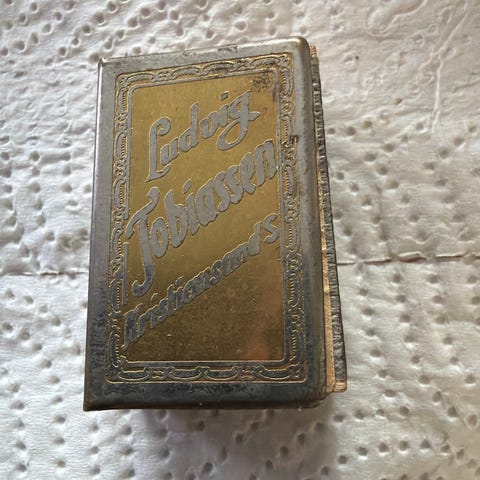 Ludvig
Tobiassen
Kristiansand S